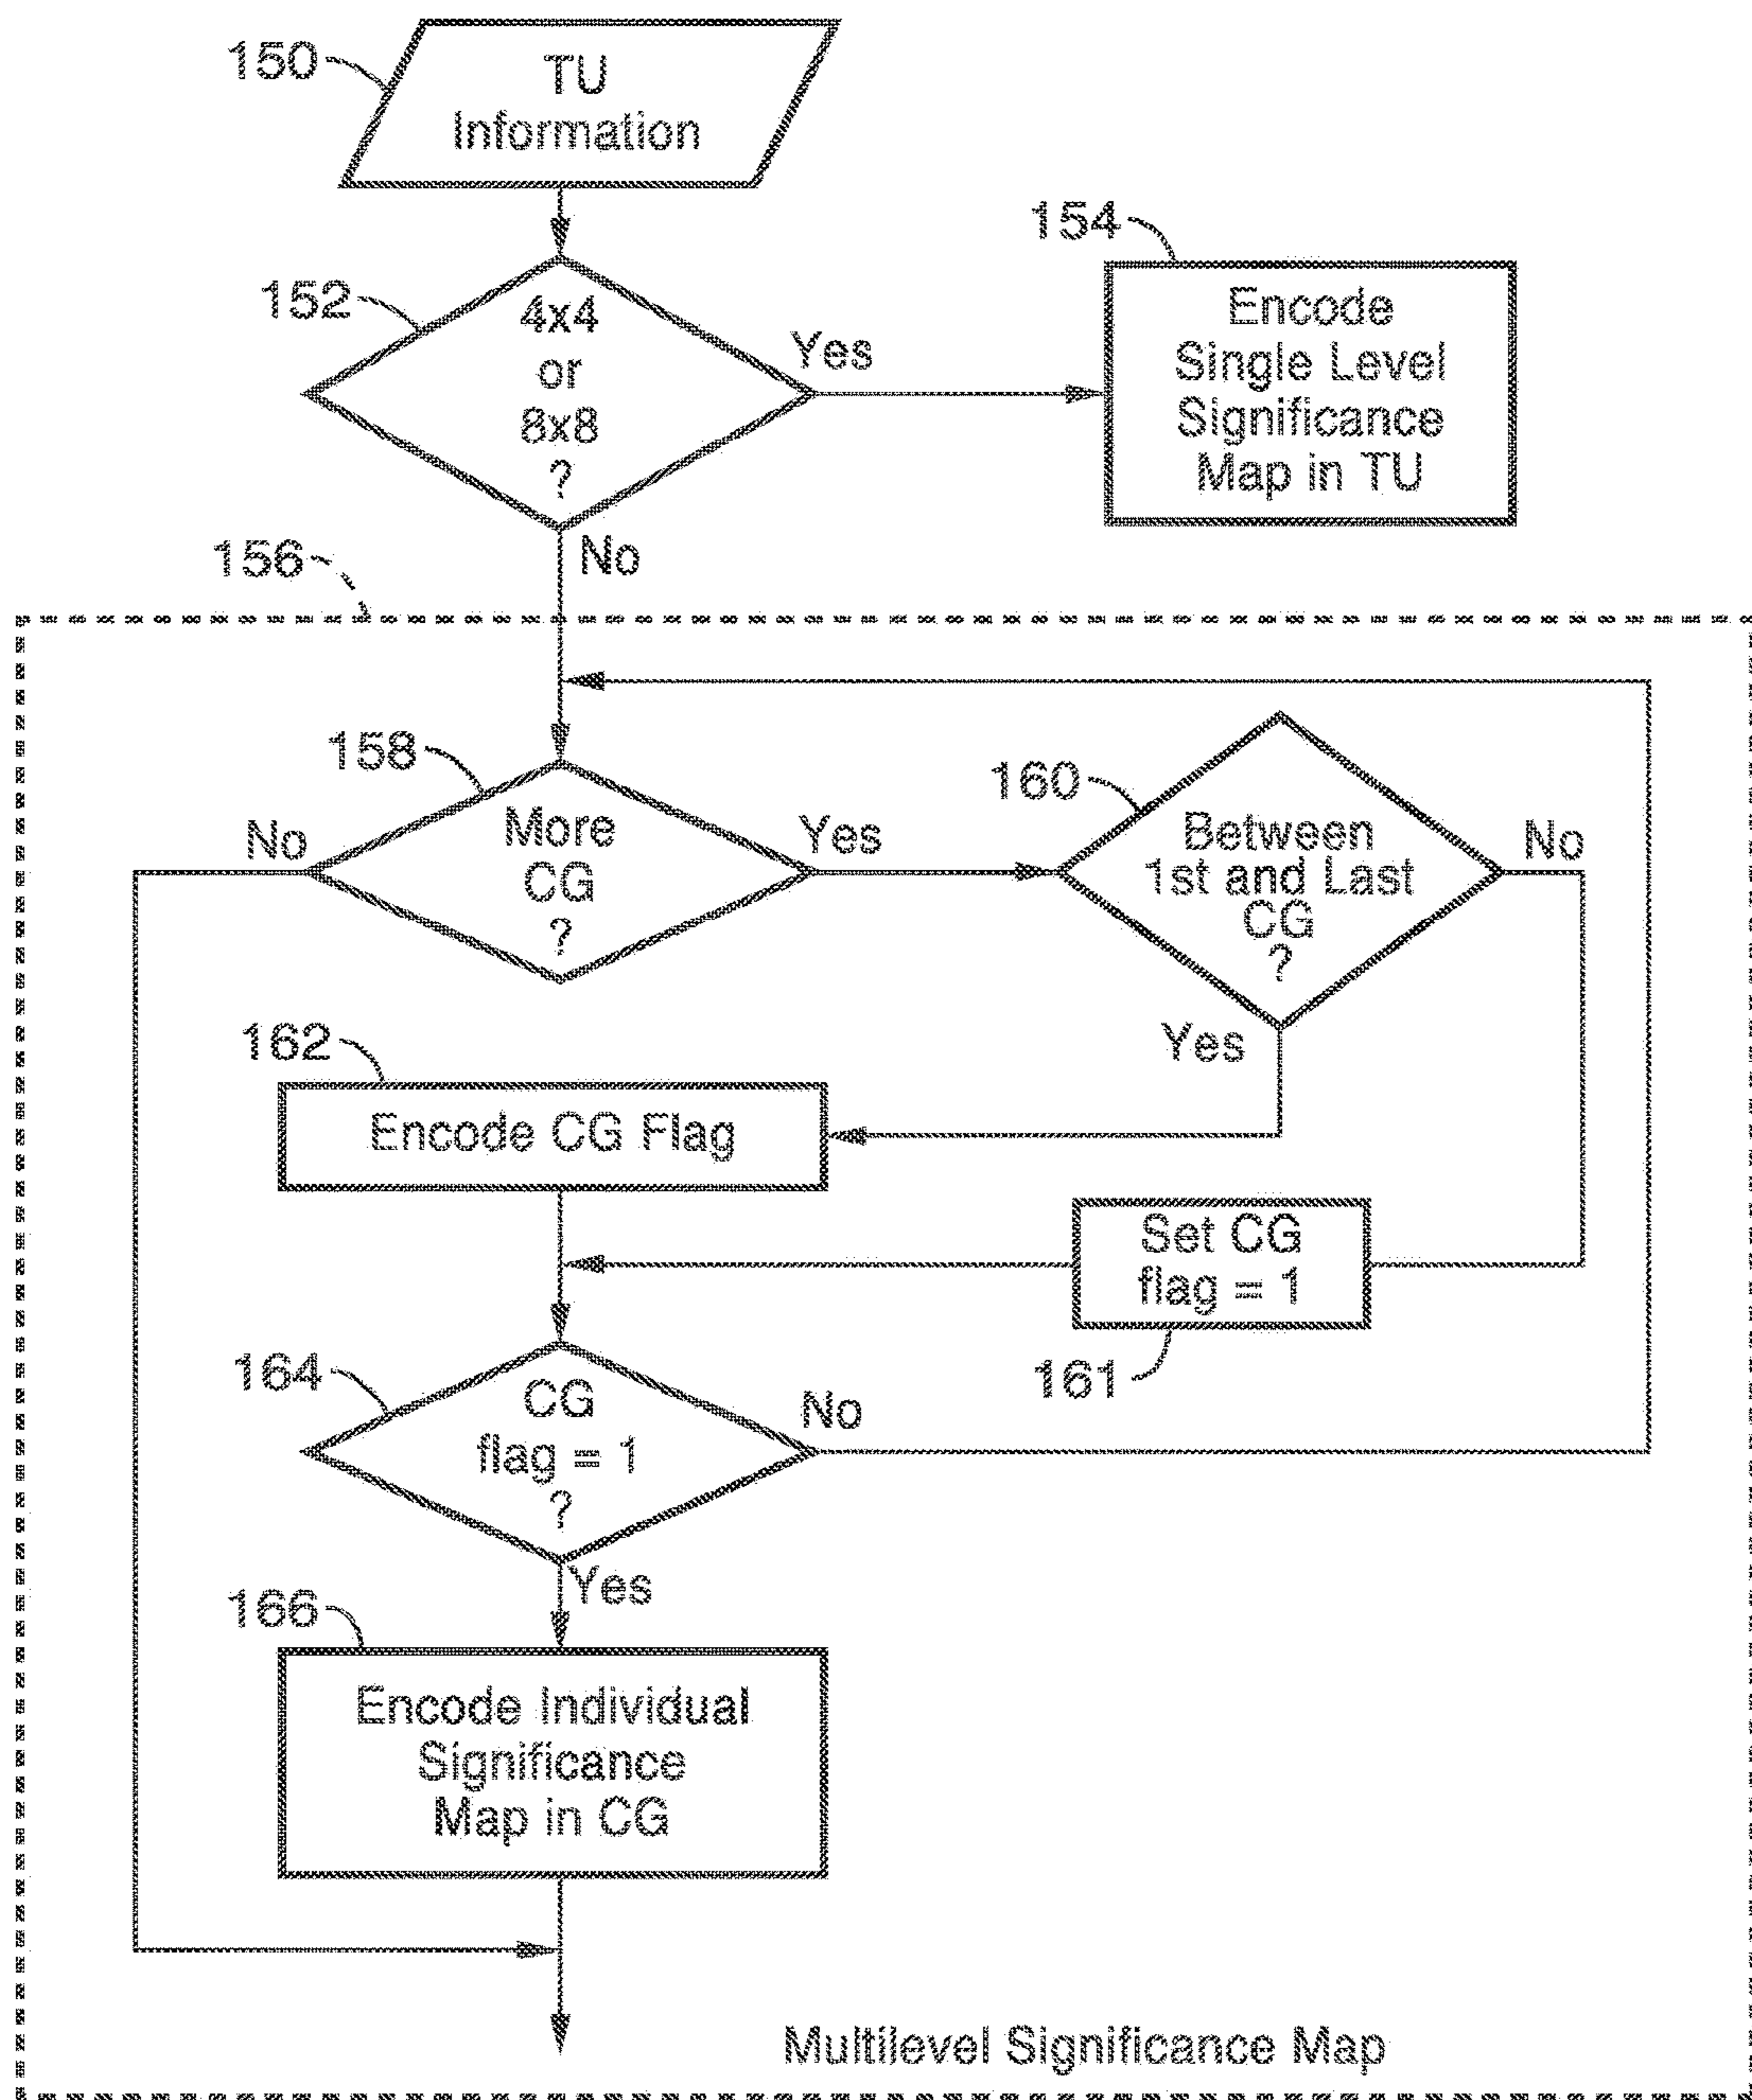 150
TU
Information
154
152
4x4
or
8x8
?
Yes
Encode
Single Level
Significance
Map in TU
156
No
158
160
No
More
CG
?
Yes
Between
1st and Last
CG
?
No
162
Yes
Encode CG Flag
Set CG
flag = 1
164
161
CG
flag = 1
?
No
Yes
166
Encode Individual
Significance
Map in CG
Multilevel Significance Map